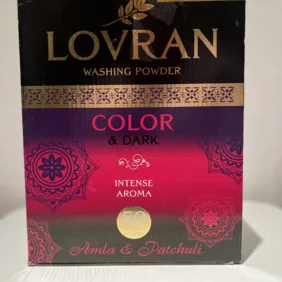 LOVRAN
WASHING POWDER
COLOR
& DARK
INTENSE
AROMA
50
Amla & Patchuli